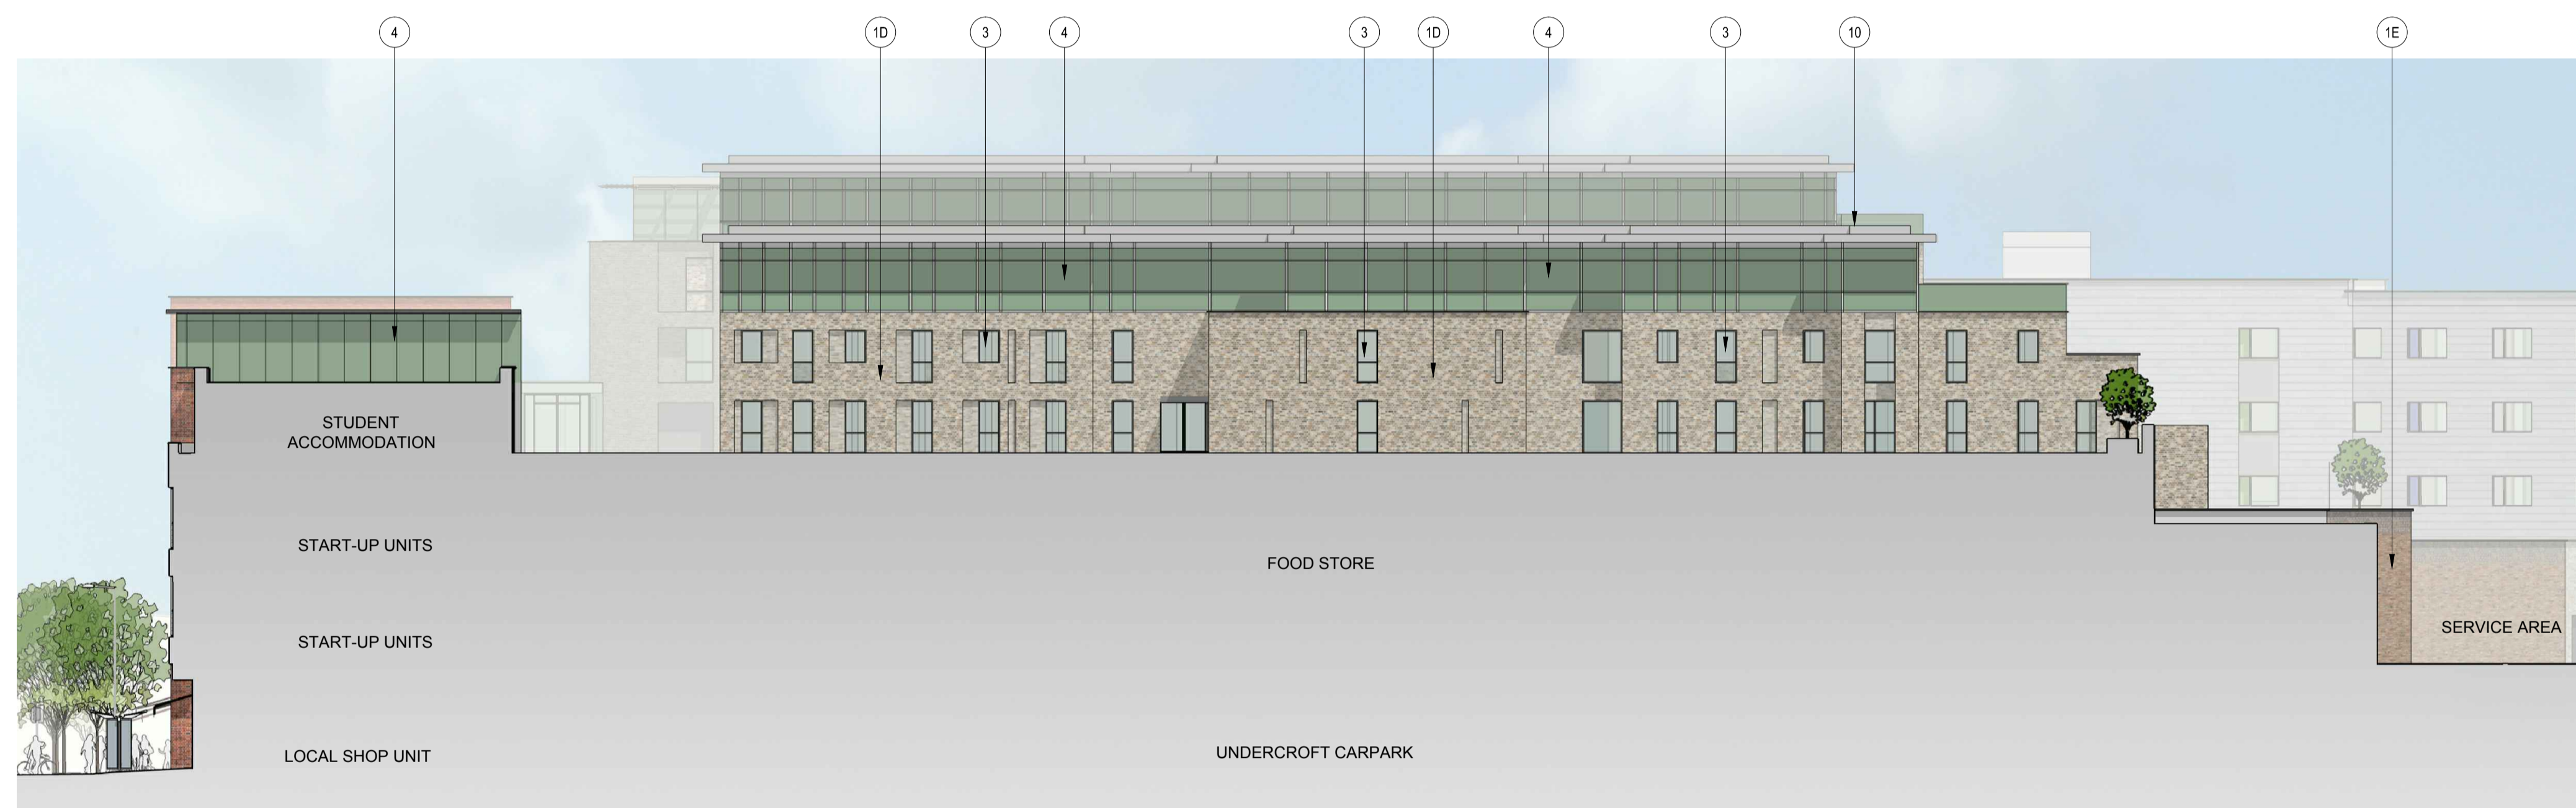 4
1D
3
4
3
1D
4
3
10
1E
STUDENT
ACCOMMODATION
START-UP UNITS
FOOD STORE
START-UP UNITS
SERVICE AREA
LOCAL SHOP UNIT
UNDERCROFT CARPARK